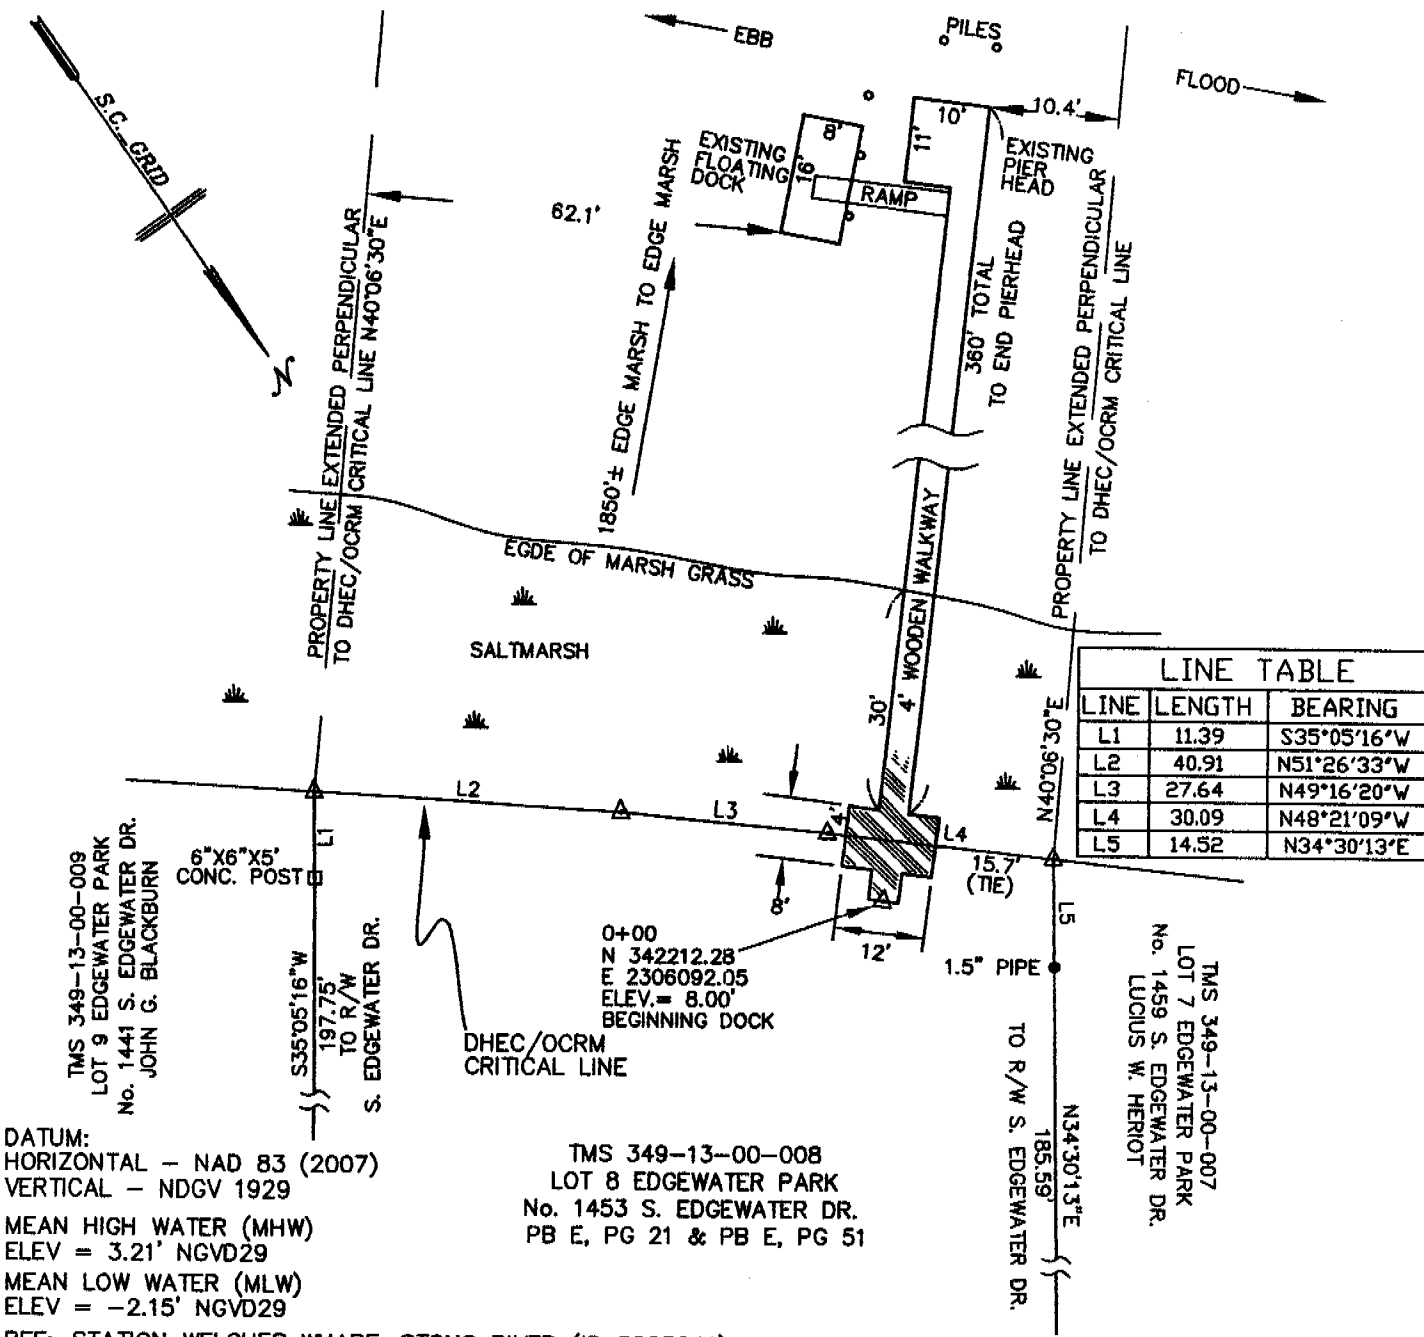 EBB
PILES
FLOOD
S.C. GRID
N
10'
11'
10.4'
EXISTING
PIER
HEAD
EXISTING
FLOATING
DOCK
8'
16'
RAMP
62.1'
PROPERTY LINE EXTENDED PERPENDICULAR
TO DHEC/OCRM CRITICAL LINE N40°06'30"E
1850'± EDGE MARSH TO EDGE MARSH
360' TOTAL
TO END PIERHEAD
PROPERTY LINE EXTENDED PERPENDICULAR
TO DHEC/OCRM CRITICAL LINE
N40°06'30"E
EGDE OF MARSH GRASS
SALTMARSH
30'
4' WOODEN WALKWAY
LINE TABLE
LINE LENGTH BEARING
L1 11.39 S35°05'16"W
L2 40.91 N51°26'33"W
L3 27.64 N49°16'20"W
L4 30.09 N48°21'09"W
L5 14.52 N34°30'13"E
L2
L3
4'
L4
L1
15.7'
(TIE)
L5
8'
12'
6"X6"X5'
CONC. POST
1.5" PIPE
TMS 349-13-00-009
LOT 9 EDGEWATER PARK
No. 1441 S. EDGEWATER DR.
JOHN G. BLACKBURN
S35°05'16"W
197.75'
TO R/W
S. EDGEWATER DR.
0+00
N 342212.28
E 2306092.05
ELEV.= 8.00'
BEGINNING DOCK
DHEC/OCRM
CRITICAL LINE
TMS 349-13-00-007
LOT 7 EDGEWATER PARK
No. 1459 S. EDGEWATER DR.
LUCIUS W. HERIOT
N34°30'13"E
185.59'
TO R/W S. EDGEWATER DR.
TMS 349-13-00-008
LOT 8 EDGEWATER PARK
No. 1453 S. EDGEWATER DR.
PB E, PG 21 & PB E, PG 51
DATUM:
HORIZONTAL - NAD 83 (2007)
VERTICAL - NDGV 1929
MEAN HIGH WATER (MHW)
ELEV = 3.21' NGVD29
MEAN LOW WATER (MLW)
ELEV = -2.15' NGVD29